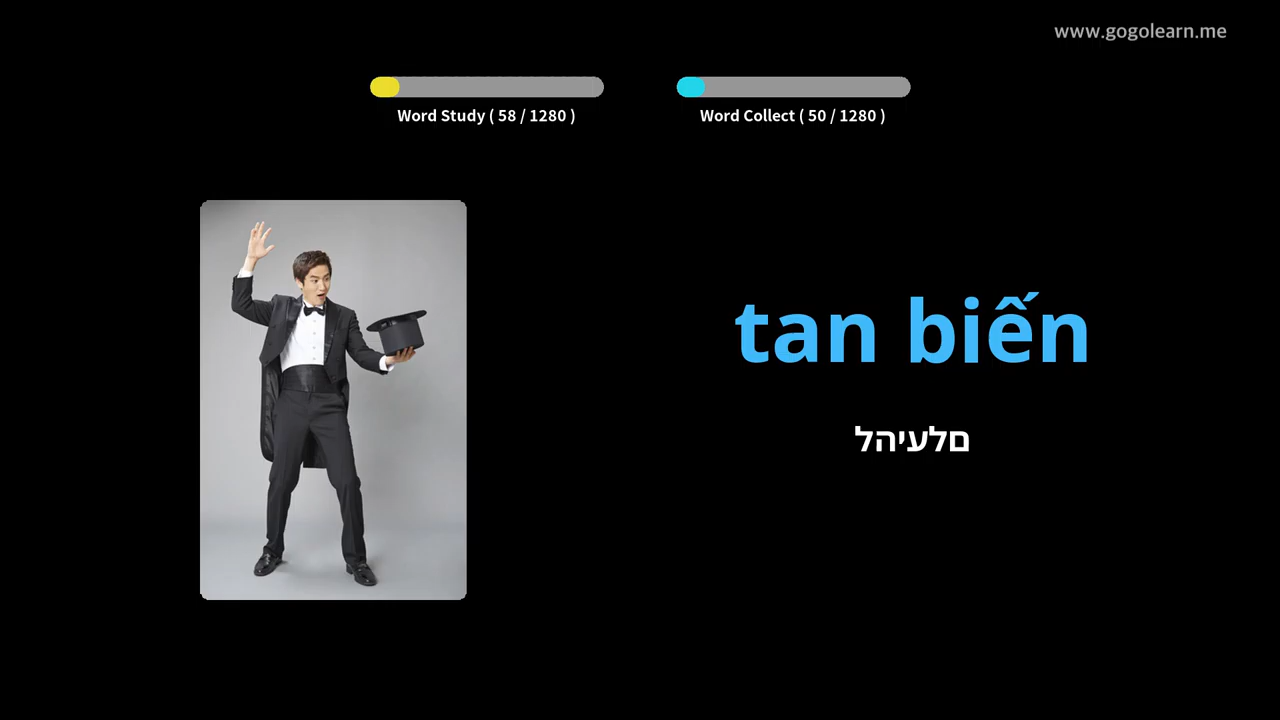 www.gogolearn.me
Word Study ( 58 / 1280 )
Word Collect ( 50 / 1280 )
tan biến
םלעיהל